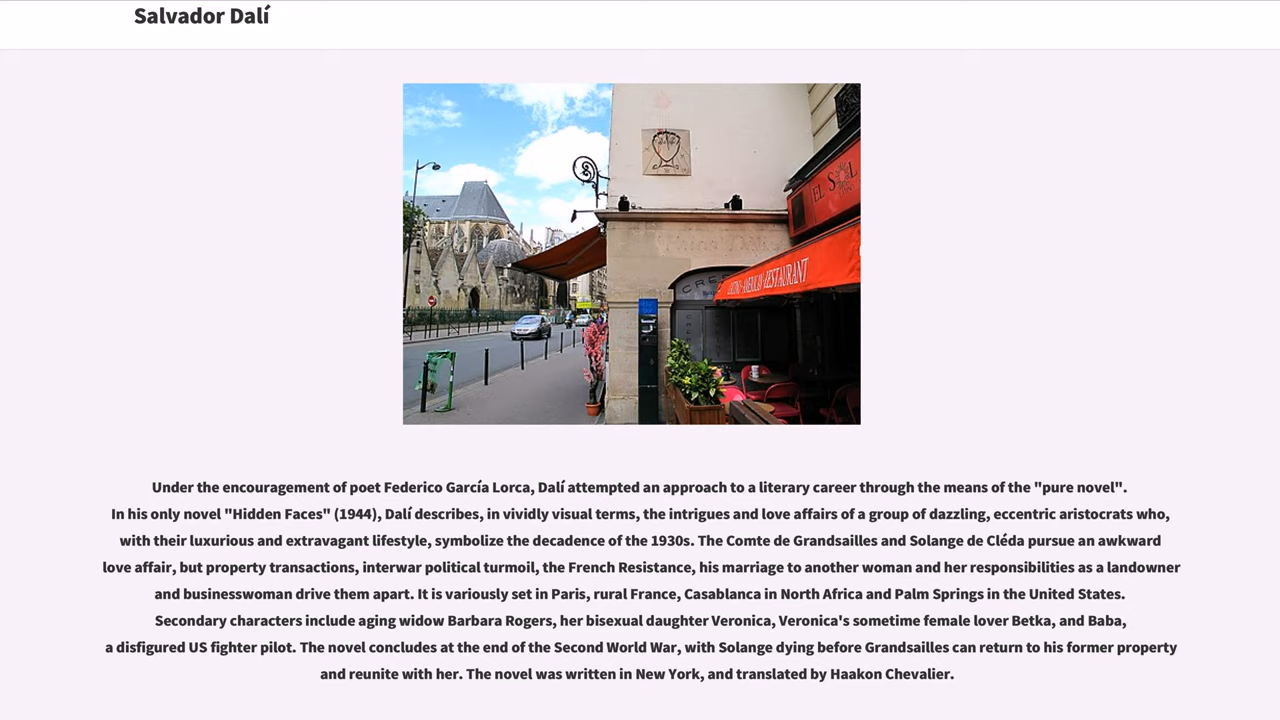 Salvador Dalí
EL SOL
LATINO-AMERICAN RESTAURANT
Under the encouragement of poet Federico García Lorca, Dalí attempted an approach to a literary career through the means of the "pure novel".
In his only novel "Hidden Faces" (1944), Dalí describes, in vividly visual terms, the intrigues and love affairs of a group of dazzling, eccentric aristocrats who,
with their luxurious and extravagant lifestyle, symbolize the decadence of the 1930s. The Comte de Grandsailles and Solange de Cléda pursue an awkward
love affair, but property transactions, interwar political turmoil, the French Resistance, his marriage to another woman and her responsibilities as a landowner
and businesswoman drive them apart. It is variously set in Paris, rural France, Casablanca in North Africa and Palm Springs in the United States.
Secondary characters include aging widow Barbara Rogers, her bisexual daughter Veronica, Veronica's sometime female lover Betka, and Baba,
a disfigured US fighter pilot. The novel concludes at the end of the Second World War, with Solange dying before Grandsailles can return to his former property
and reunite with her. The novel was written in New York, and translated by Haakon Chevalier.